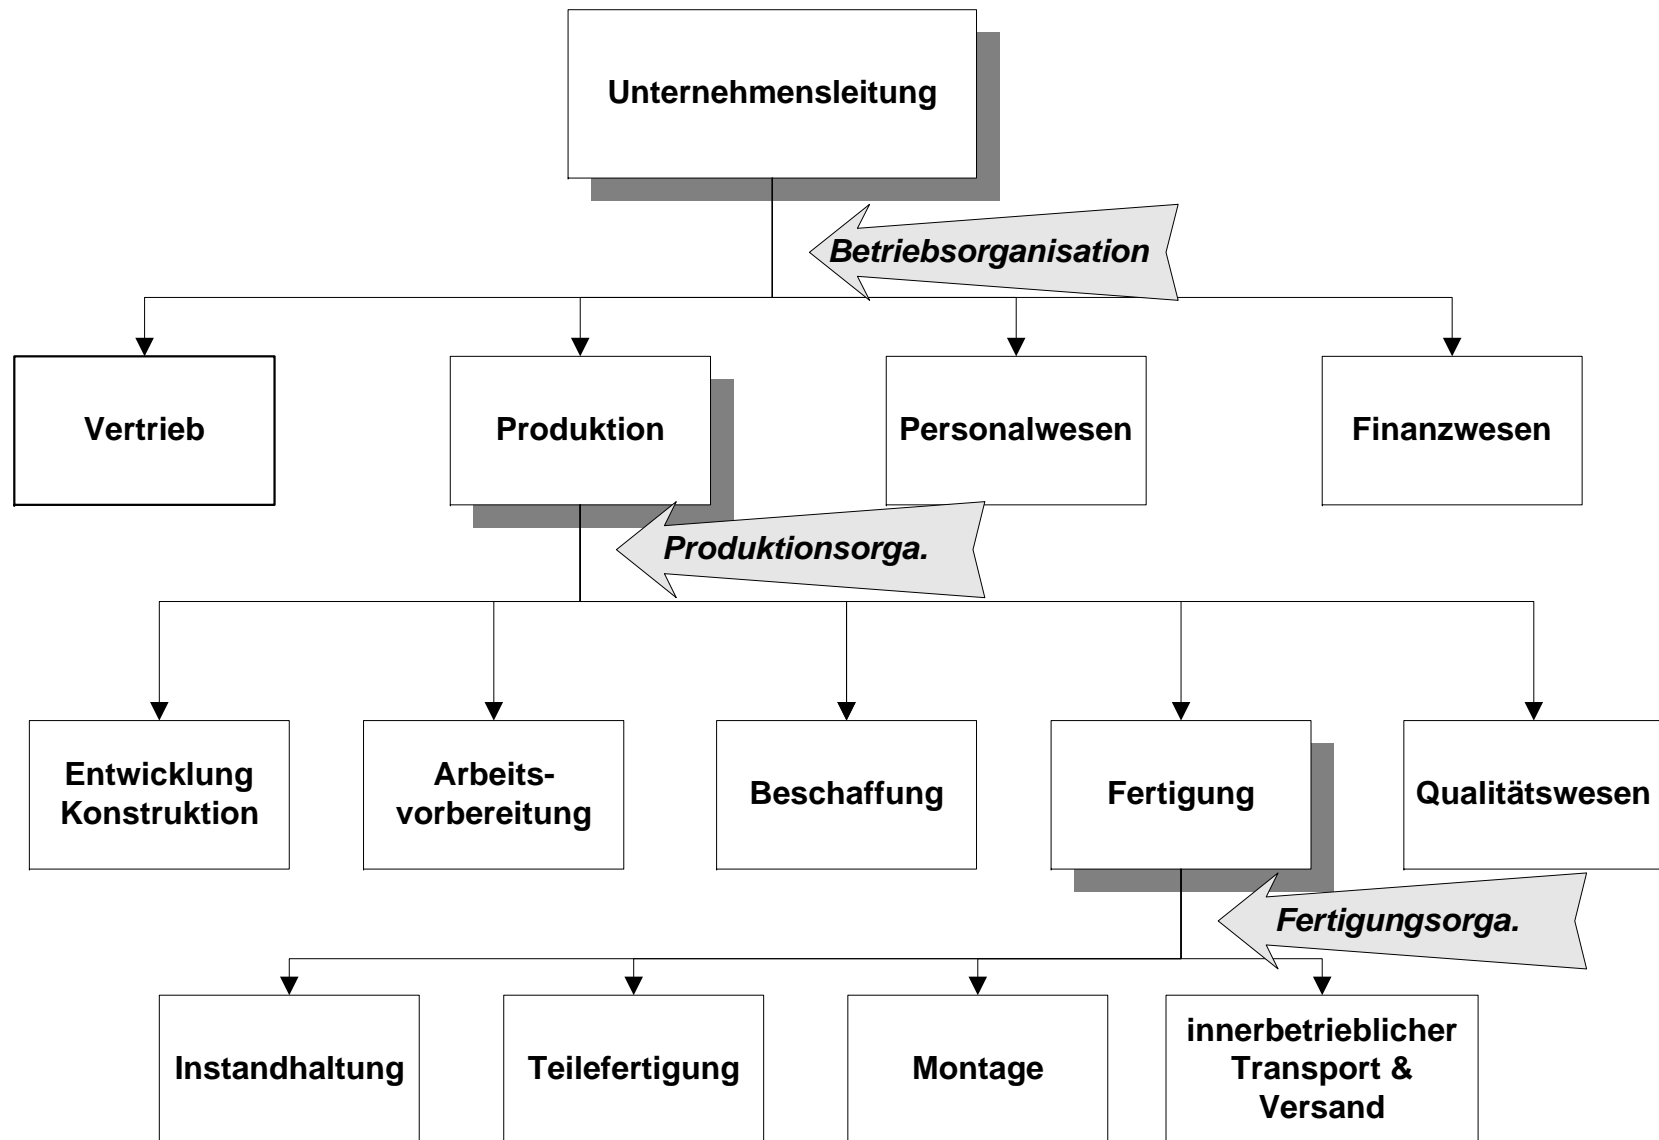 Unternehmensleitung
Betriebsorganisation
Vertrieb
Produktion
Personalwesen
Finanzwesen
Produktionsorga.
Entwicklung
Konstruktion
Arbeits-
vorbereitung
Beschaffung
Fertigung
Qualitätswesen
Fertigungsorga.
Instandhaltung
Teilefertigung
Montage
innerbetrieblicher
Transport &
Versand